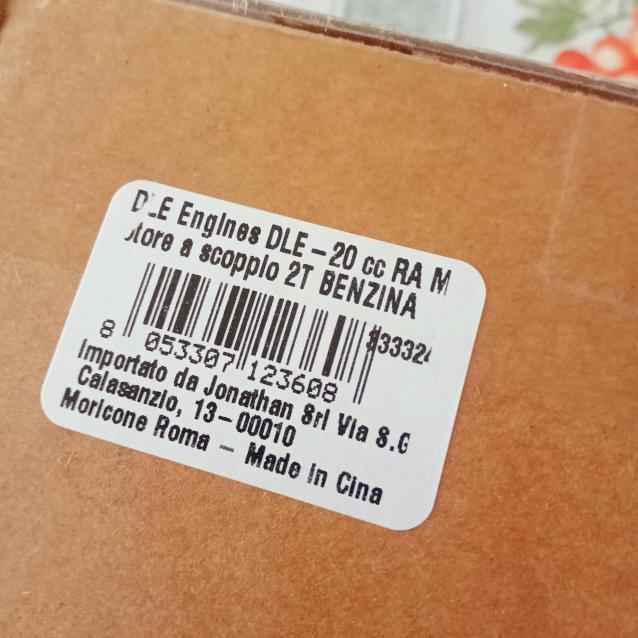 DLE Engines DLE-20 cc RA M
otore a scoppio 2T BENZINA
8 053307 123608
Importato da Jonathan Srl Via S.G
Calasanzio, 13-00010
Moricone Roma - Made in Cina